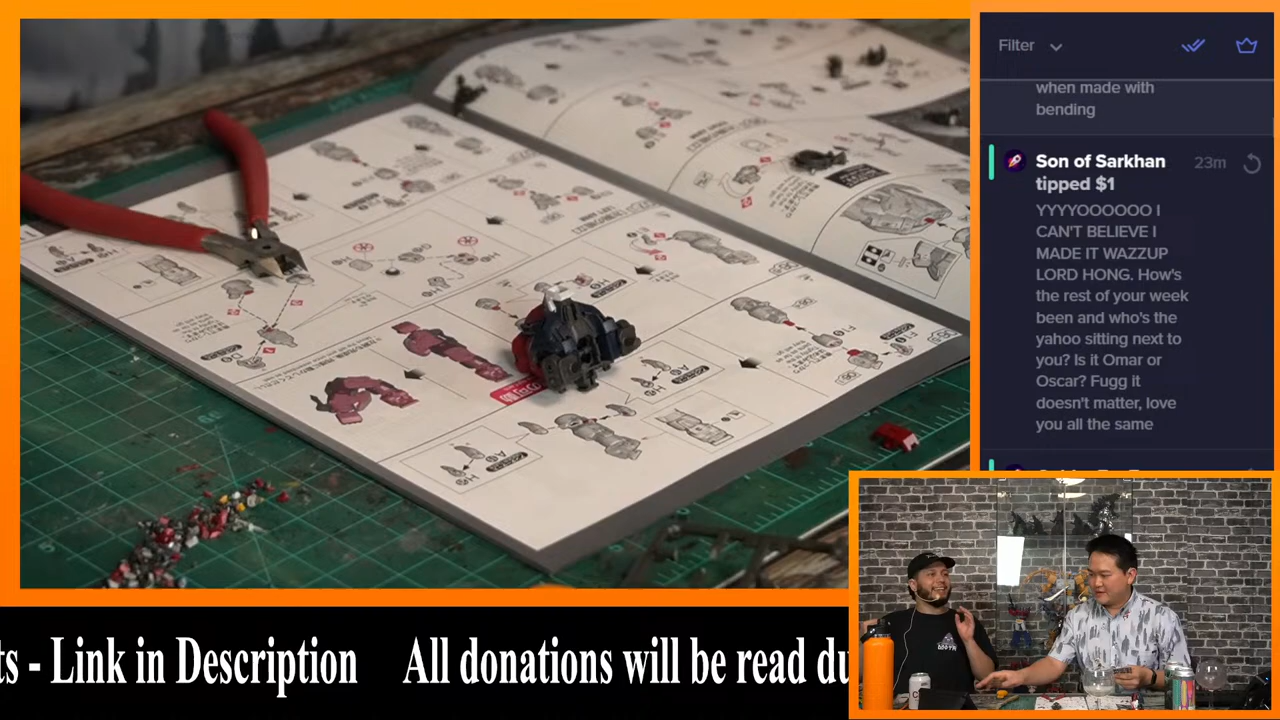 Filter
when made with
bending
Son of Sarkhan
tipped $1
23m
YYYYOOOOOO I
CAN'T BELIEVE I
MADE IT WAZZUP
LORD HONG. How's
the rest of your week
been and who's the
yahoo sitting next to
you? Is it Omar or
Oscar? Fugg it
doesn't matter, love
you all the same
ts - Link in Description All donations will be read du